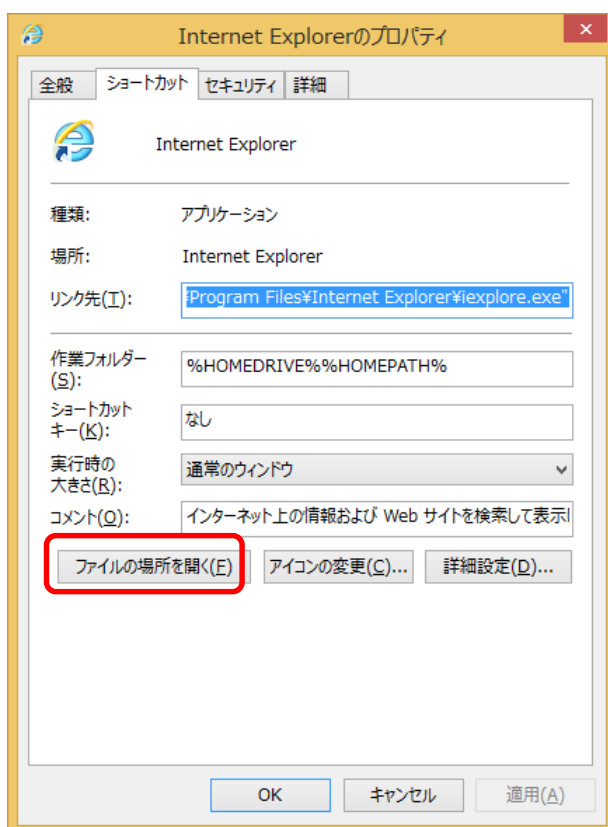 Internet Explorerのプロパティ
全般 ショートカット セキュリティ 詳細
Internet Explorer
種類: アプリケーション
場所: Internet Explorer
リンク先(T): Program Files¥Internet Explorer¥iexplore.exe"
作業フォルダー
(S): %HOMEDRIVE%%HOMEPATH%
ショートカット
キー(K): なし
実行時の
大きさ(R): 通常のウィンドウ
コメント(O): インターネット上の情報および Web サイトを検索して表示
ファイルの場所を開く(F) アイコンの変更(C)... 詳細設定(D)...
OK キャンセル 適用(A)